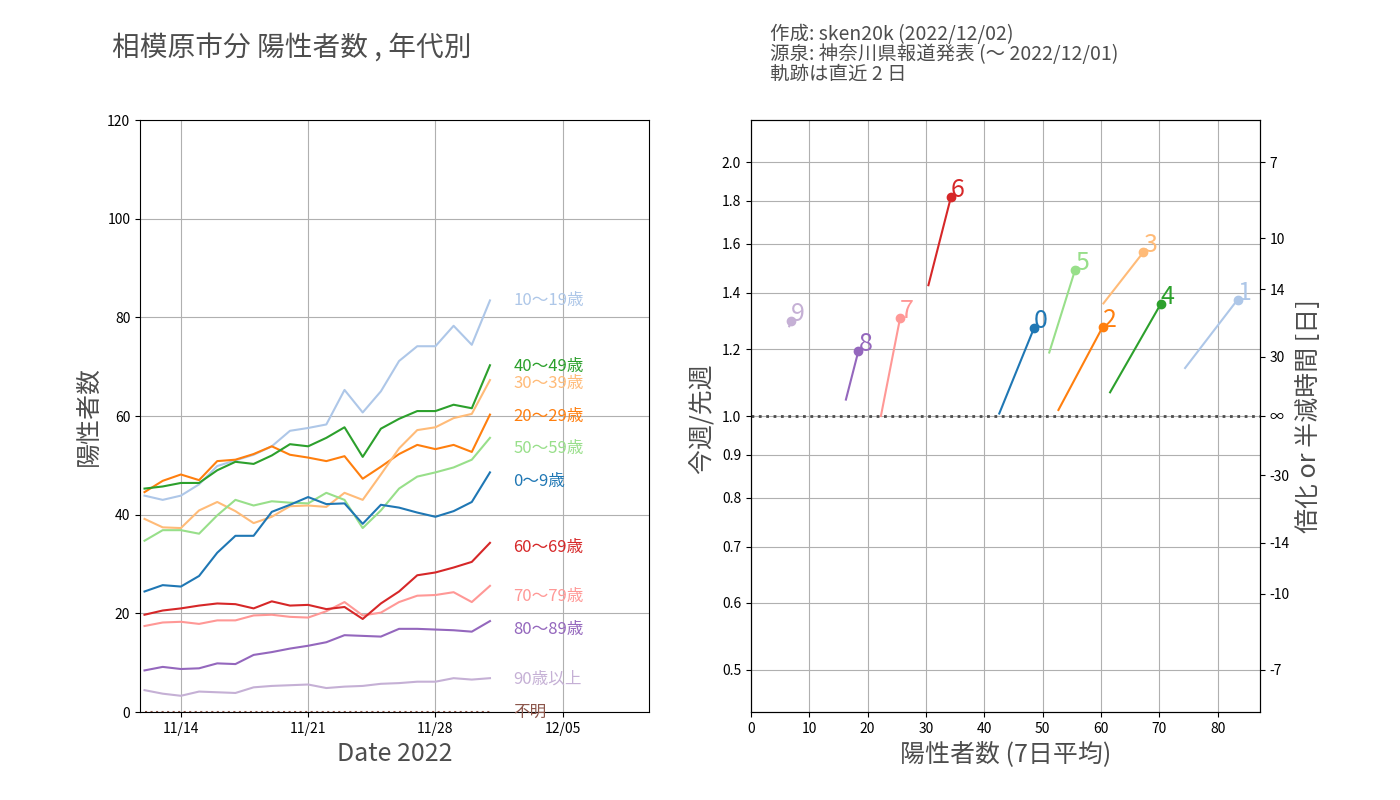 相模原市分 陽性者数 , 年代別
作成: sken20k (2022/12/02)
源泉: 神奈川県報道発表 (〜 2022/12/01)
軌跡は直近 2 日
陽性者数
120
100
80
60
40
20
0
10〜19歳
40〜49歳
30〜39歳
20〜29歳
50〜59歳
0〜9歳
60〜69歳
70〜79歳
80〜89歳
90歳以上
不明
11/14
11/21
11/28
12/05
Date 2022
今週/先週
2.0
1.8
1.6
1.4
1.2
1.0
0.9
0.8
0.7
0.6
0.5
6
3
5
1
4
9
7
0
2
8
7
10
14
30
∞
-30
-14
-10
-7
倍化 or 半減時間 [日]
0
10
20
30
40
50
60
70
80
陽性者数 (7日平均)